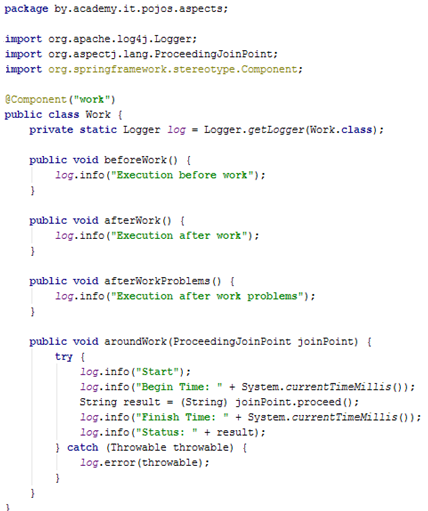 package by.academy.it.pojos.aspects;
import org.apache.log4j.Logger;
import org.aspectj.lang.ProceedingJoinPoint;
import org.springframework.stereotype.Component;
@Component("work")
public class Work {
private static Logger log = Logger.getLogger(Work.class);
public void beforeWork() {
log.info("Execution before work");
}
public void afterWork() {
log.info("Execution after work");
}
public void afterWorkProblems() {
log.info("Execution after work problems");
}
public void aroundWork(ProceedingJoinPoint joinPoint) {
try {
log.info("Start");
log.info("Begin Time: " + System.currentTimeMillis());
String result = (String) joinPoint.proceed();
log.info("Finish Time: " + System.currentTimeMillis());
log.info("Status: " + result);
} catch (Throwable throwable) {
log.error(throwable);
}
}
}